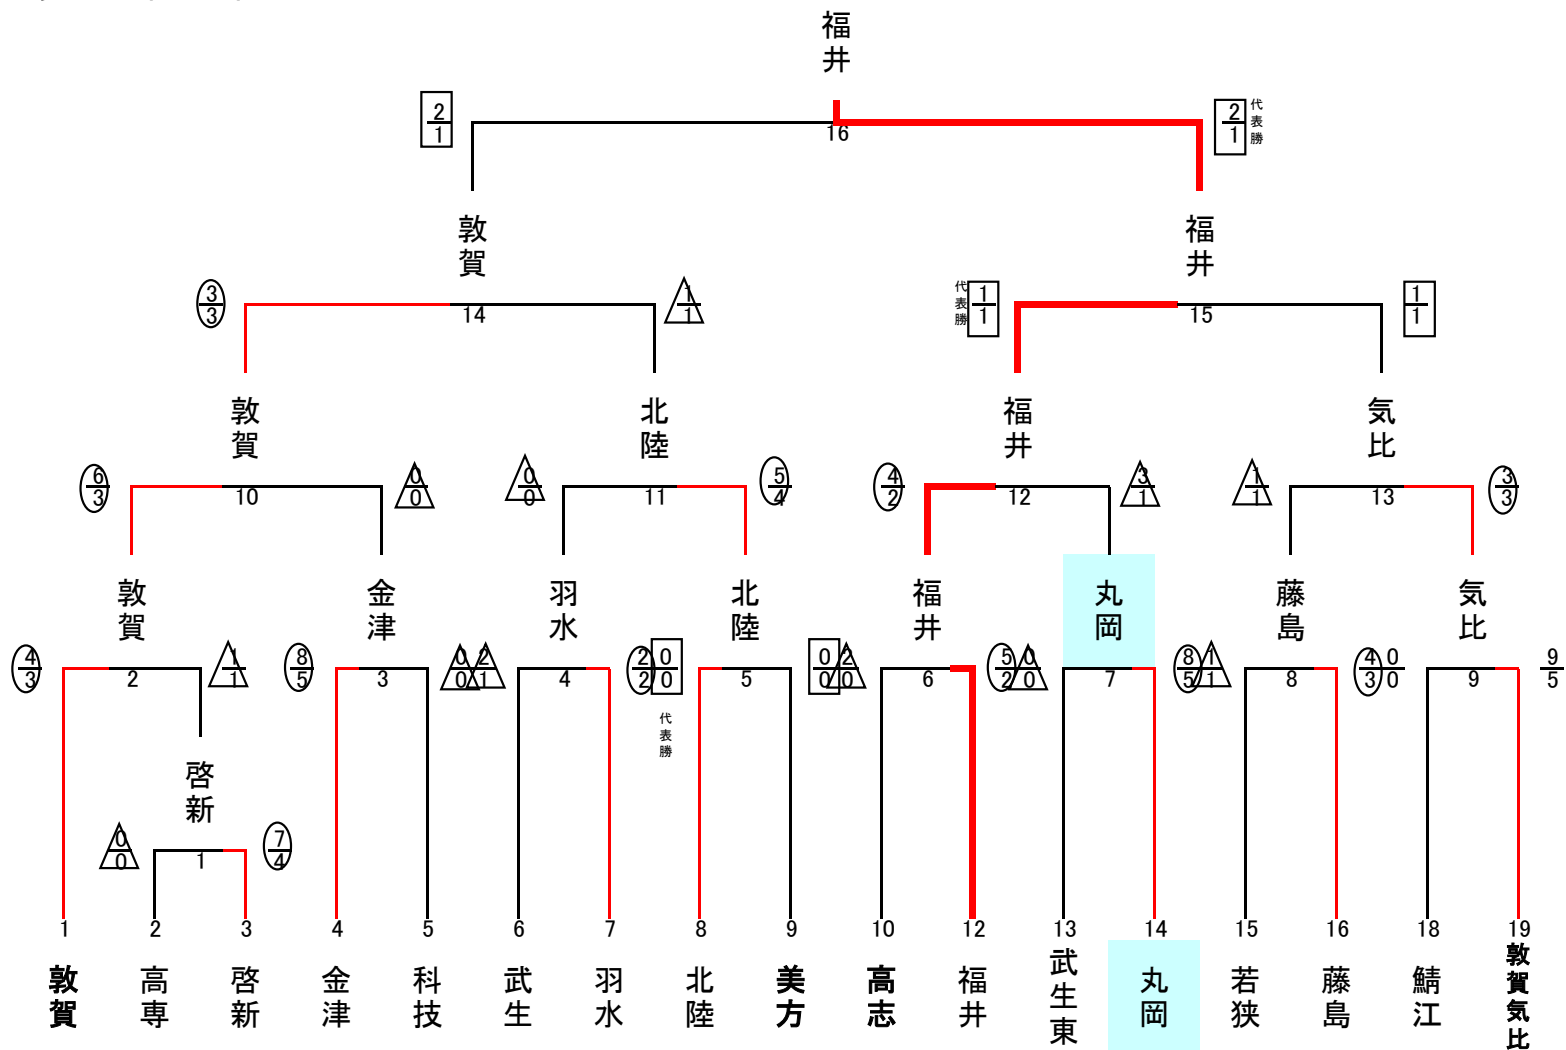 福井
2
1
16
2
1
代表勝
敦賀
福井
3
3
14
1
1
代表勝
1
1
15
1
1
敦賀
北陸
福井
気比
6
3
10
0
0
0
0
11
5
4
4
2
12
3
1
1
1
13
3
3
敦賀
金津
羽水
北陸
福井
丸岡
藤島
気比
4
3
2
1
1
8
5
3
0
0
2
1
4
2
2
0
0
代表勝
5
0
0
2
0
6
5
2
0
0
7
8
5
1
1
8
4
3
0
0
9
9
5
啓新
0
0
1
7
4
1 2 3 4 5 6 7 8 9 10 12 13 14 15 16 18 19
敦賀
高専
啓新
金津
科技
武生
羽水
北陸
美方
高志
福井
武生東
丸岡
若狭
藤島
鯖江
敦賀気比